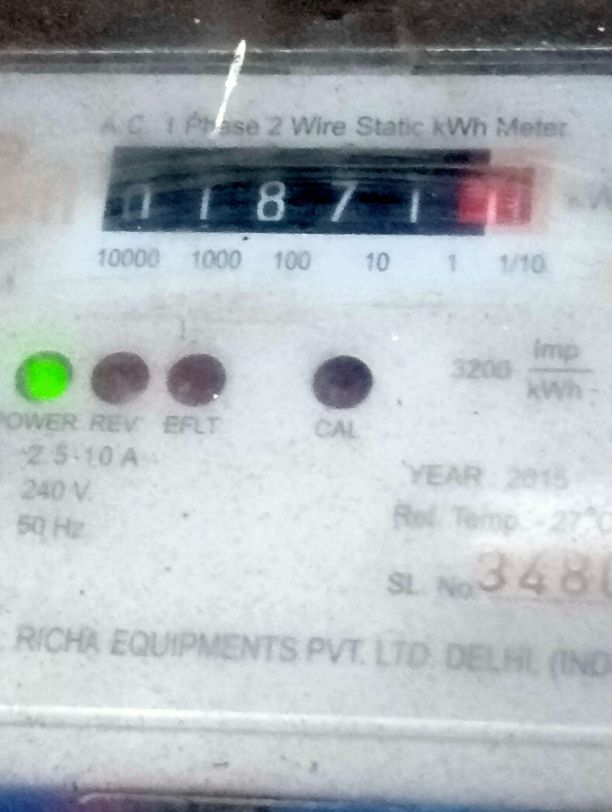 A.C. 1 Phase 2 Wire Static kWh Meter
0 1 8 7 1
10000 1000 100 10 1 1/10
3200 Imp
kWh
POWER REV EFLT CAL
2.5-10 A
240 V.
50 Hz
YEAR 2015
Ref. Temp. 27°C
SL. No. 348
RICHA EQUIPMENTS PVT. LTD. DELHI. (IND